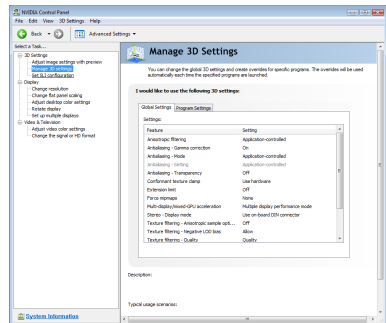 NVIDIA Control Panel
File Edit View 3D Settings Help
Back Advanced Settings
Select a Task...
3D Settings
Adjust image settings with preview
Manage 3D settings
Set SLI configuration
Display
Change resolution
Change flat panel scaling
Adjust desktop color settings
Rotate display
Set up multiple displays
Video & Television
Adjust video color settings
Change the signal or HD format
System Information
Manage 3D Settings
You can change the global 3D settings and create overrides for specific programs. The overrides will be used
automatically each time the specified programs are launched.
I would like to use the following 3D settings:
Global Settings Program Settings
Settings:
Feature Setting
Anisotropic filtering Application-controlled
Antialiasing - Gamma correction On
Antialiasing - Mode Application-controlled
Antialiasing - Setting Application-controlled
Antialiasing - Transparency Off
Conformant texture clamp Use hardware
Extension limit Off
Force mipmaps None
Multi-display/mixed-GPU acceleration Multiple display performance mode
Stereo - Display mode Use on-board DIN connector
Texture filtering - Anisotropic sample opti... Off
Texture filtering - Negative LOD bias Allow
Texture filtering - Quality Quality
Description:
Typical usage scenarios: